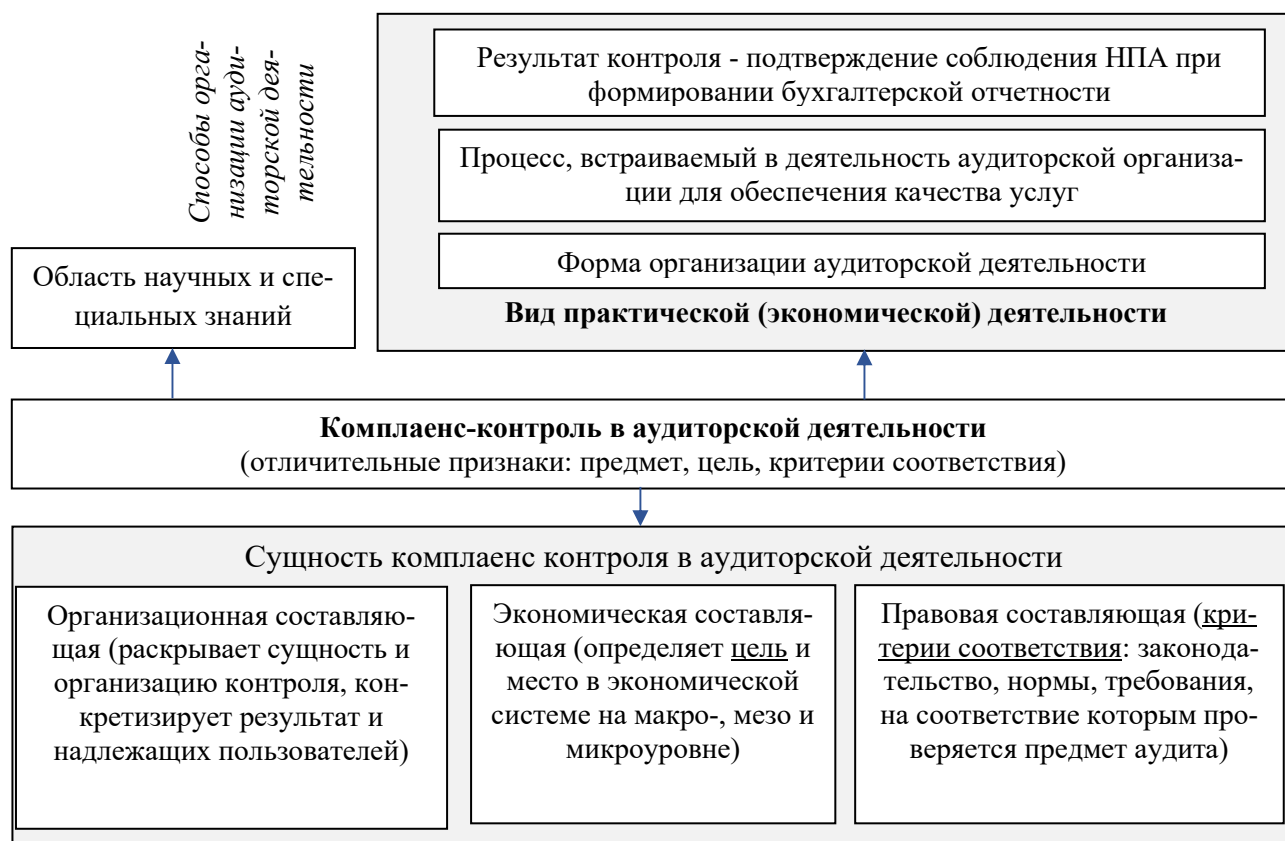 Способы орга-
низации ауди-
торской дея-
тельности
Результат контроля - подтверждение соблюдения НПА при
формировании бухгалтерской отчетности
Процесс, встраиваемый в деятельность аудиторской организа-
ции для обеспечения качества услуг
Форма организации аудиторской деятельности
Вид практической (экономической) деятельности
Область научных и спе-
циальных знаний
Комплаенс-контроль в аудиторской деятельности
(отличительные признаки: предмет, цель, критерии соответствия)
Сущность комплаенс контроля в аудиторской деятельности
Организационная составляю-
щая (раскрывает сущность и
организацию контроля, кон-
кретизирует результат и
надлежащих пользователей)
Экономическая составля-
ющая (определяет цель и
место в экономической
системе на макро-, мезо и
микроуровне)
Правовая составляющая (кри-
терии соответствия: законода-
тельство, нормы, требования,
на соответствие которым про-
веряется предмет аудита)